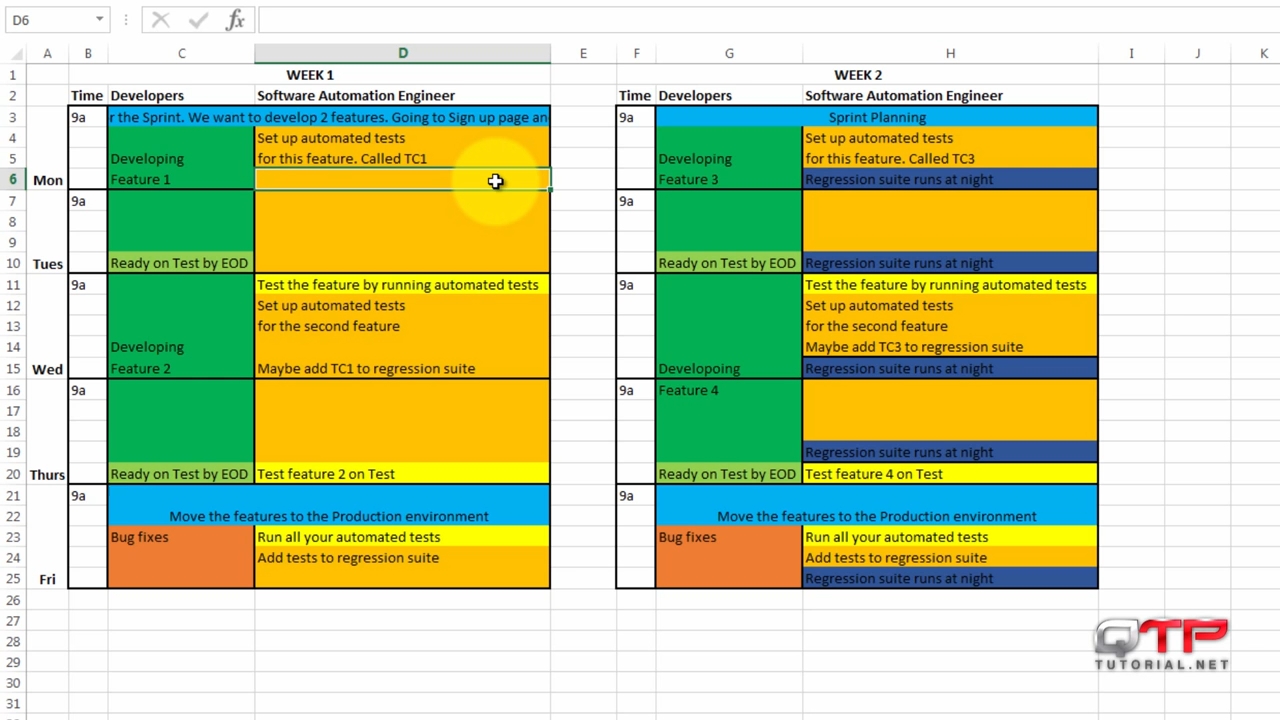 D6 fx
A B C D E F G H I J K
1 WEEK 1 WEEK 2
2 Time Developers Software Automation Engineer Time Developers Software Automation Engineer
3 9a r the Sprint. We want to develop 2 features. Going to Sign up page an 9a Sprint Planning
4 Set up automated tests Set up automated tests
5 Developing for this feature. Called TC1 Developing for this feature. Called TC3
6 Mon Feature 1 Feature 3 Regression suite runs at night
7 9a 9a
8
9
10 Tues Ready on Test by EOD Ready on Test by EOD Regression suite runs at night
11 9a Test the feature by running automated tests 9a Test the feature by running automated tests
12 Set up automated tests Set up automated tests
13 for the second feature for the second feature
14 Developing Maybe add TC3 to regression suite
15 Wed Feature 2 Maybe add TC1 to regression suite Developoing Regression suite runs at night
16 9a 9a Feature 4
17
18
19 Regression suite runs at night
20 Thurs Ready on Test by EOD Test feature 2 on Test Ready on Test by EOD Test feature 4 on Test
21 9a 9a
22 Move the features to the Production environment Move the features to the Production environment
23 Bug fixes Run all your automated tests Bug fixes Run all your automated tests
24 Add tests to regression suite Add tests to regression suite
25 Fri Regression suite runs at night
26
27
28
29
30
31
QTP
TUTORIAL.NET